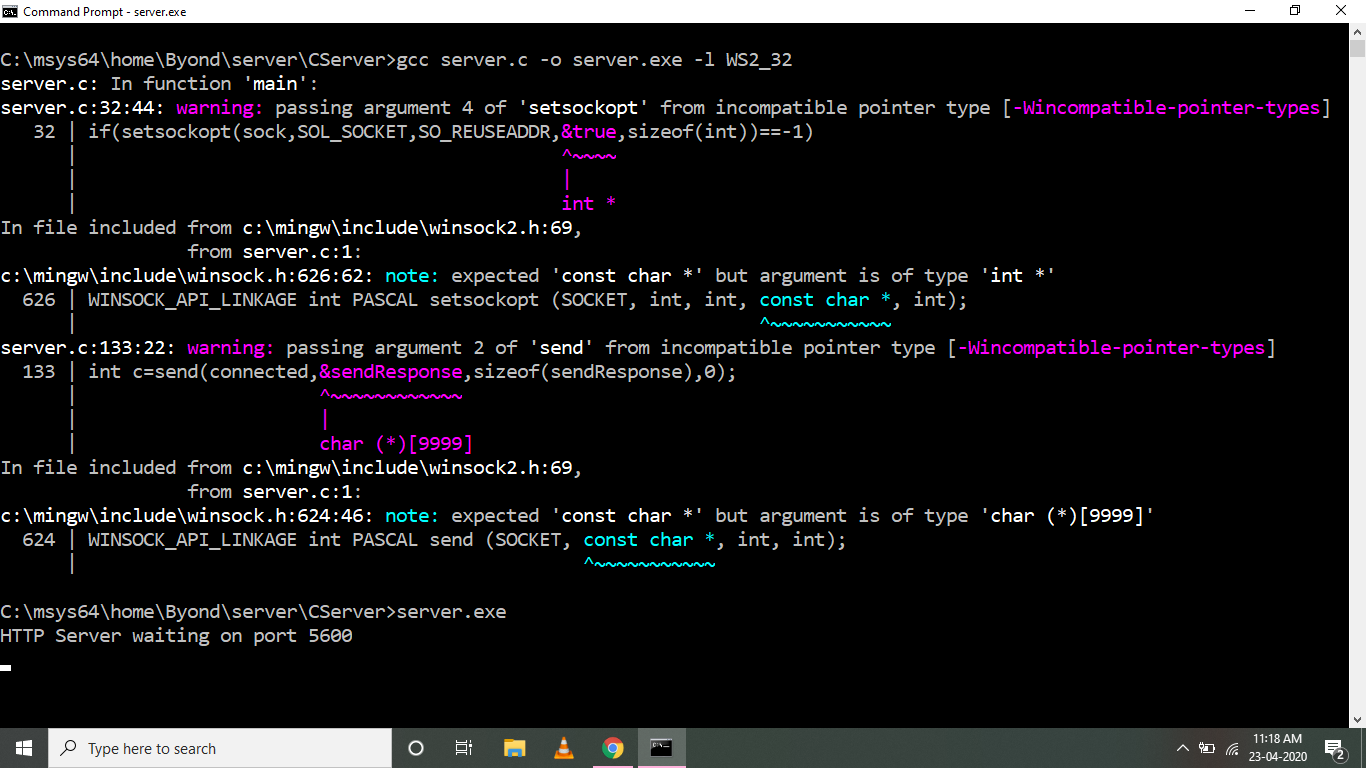 Command Prompt - server.exe
C:\msys64\home\Byond\server\CServer>gcc server.c -o server.exe -l WS2_32
server.c: In function 'main':
server.c:32:44: warning: passing argument 4 of 'setsockopt' from incompatible pointer type [-Wincompatible-pointer-types]
   32 | if(setsockopt(sock,SOL_SOCKET,SO_REUSEADDR,&true,sizeof(int))==-1)
      |                                            ^~~~~
      |                                            |
      |                                            int *
In file included from c:\mingw\include\winsock2.h:69,
                 from server.c:1:
c:\mingw\include\winsock.h:626:62: note: expected 'const char *' but argument is of type 'int *'
  626 | WINSOCK_API_LINKAGE int PASCAL setsockopt (SOCKET, int, int, const char *, int);
      |                                                              ^~~~~~~~~~~~
server.c:133:22: warning: passing argument 2 of 'send' from incompatible pointer type [-Wincompatible-pointer-types]
  133 | int c=send(connected,&sendResponse,sizeof(sendResponse),0);
      |                      ^~~~~~~~~~~~~
      |                      |
      |                      char (*)[9999]
In file included from c:\mingw\include\winsock2.h:69,
                 from server.c:1:
c:\mingw\include\winsock.h:624:46: note: expected 'const char *' but argument is of type 'char (*)[9999]'
  624 | WINSOCK_API_LINKAGE int PASCAL send (SOCKET, const char *, int, int);
      |                                              ^~~~~~~~~~~~
C:\msys64\home\Byond\server\CServer>server.exe
HTTP Server waiting on port 5600
Type here to search
11:18 AM
23-04-2020
2